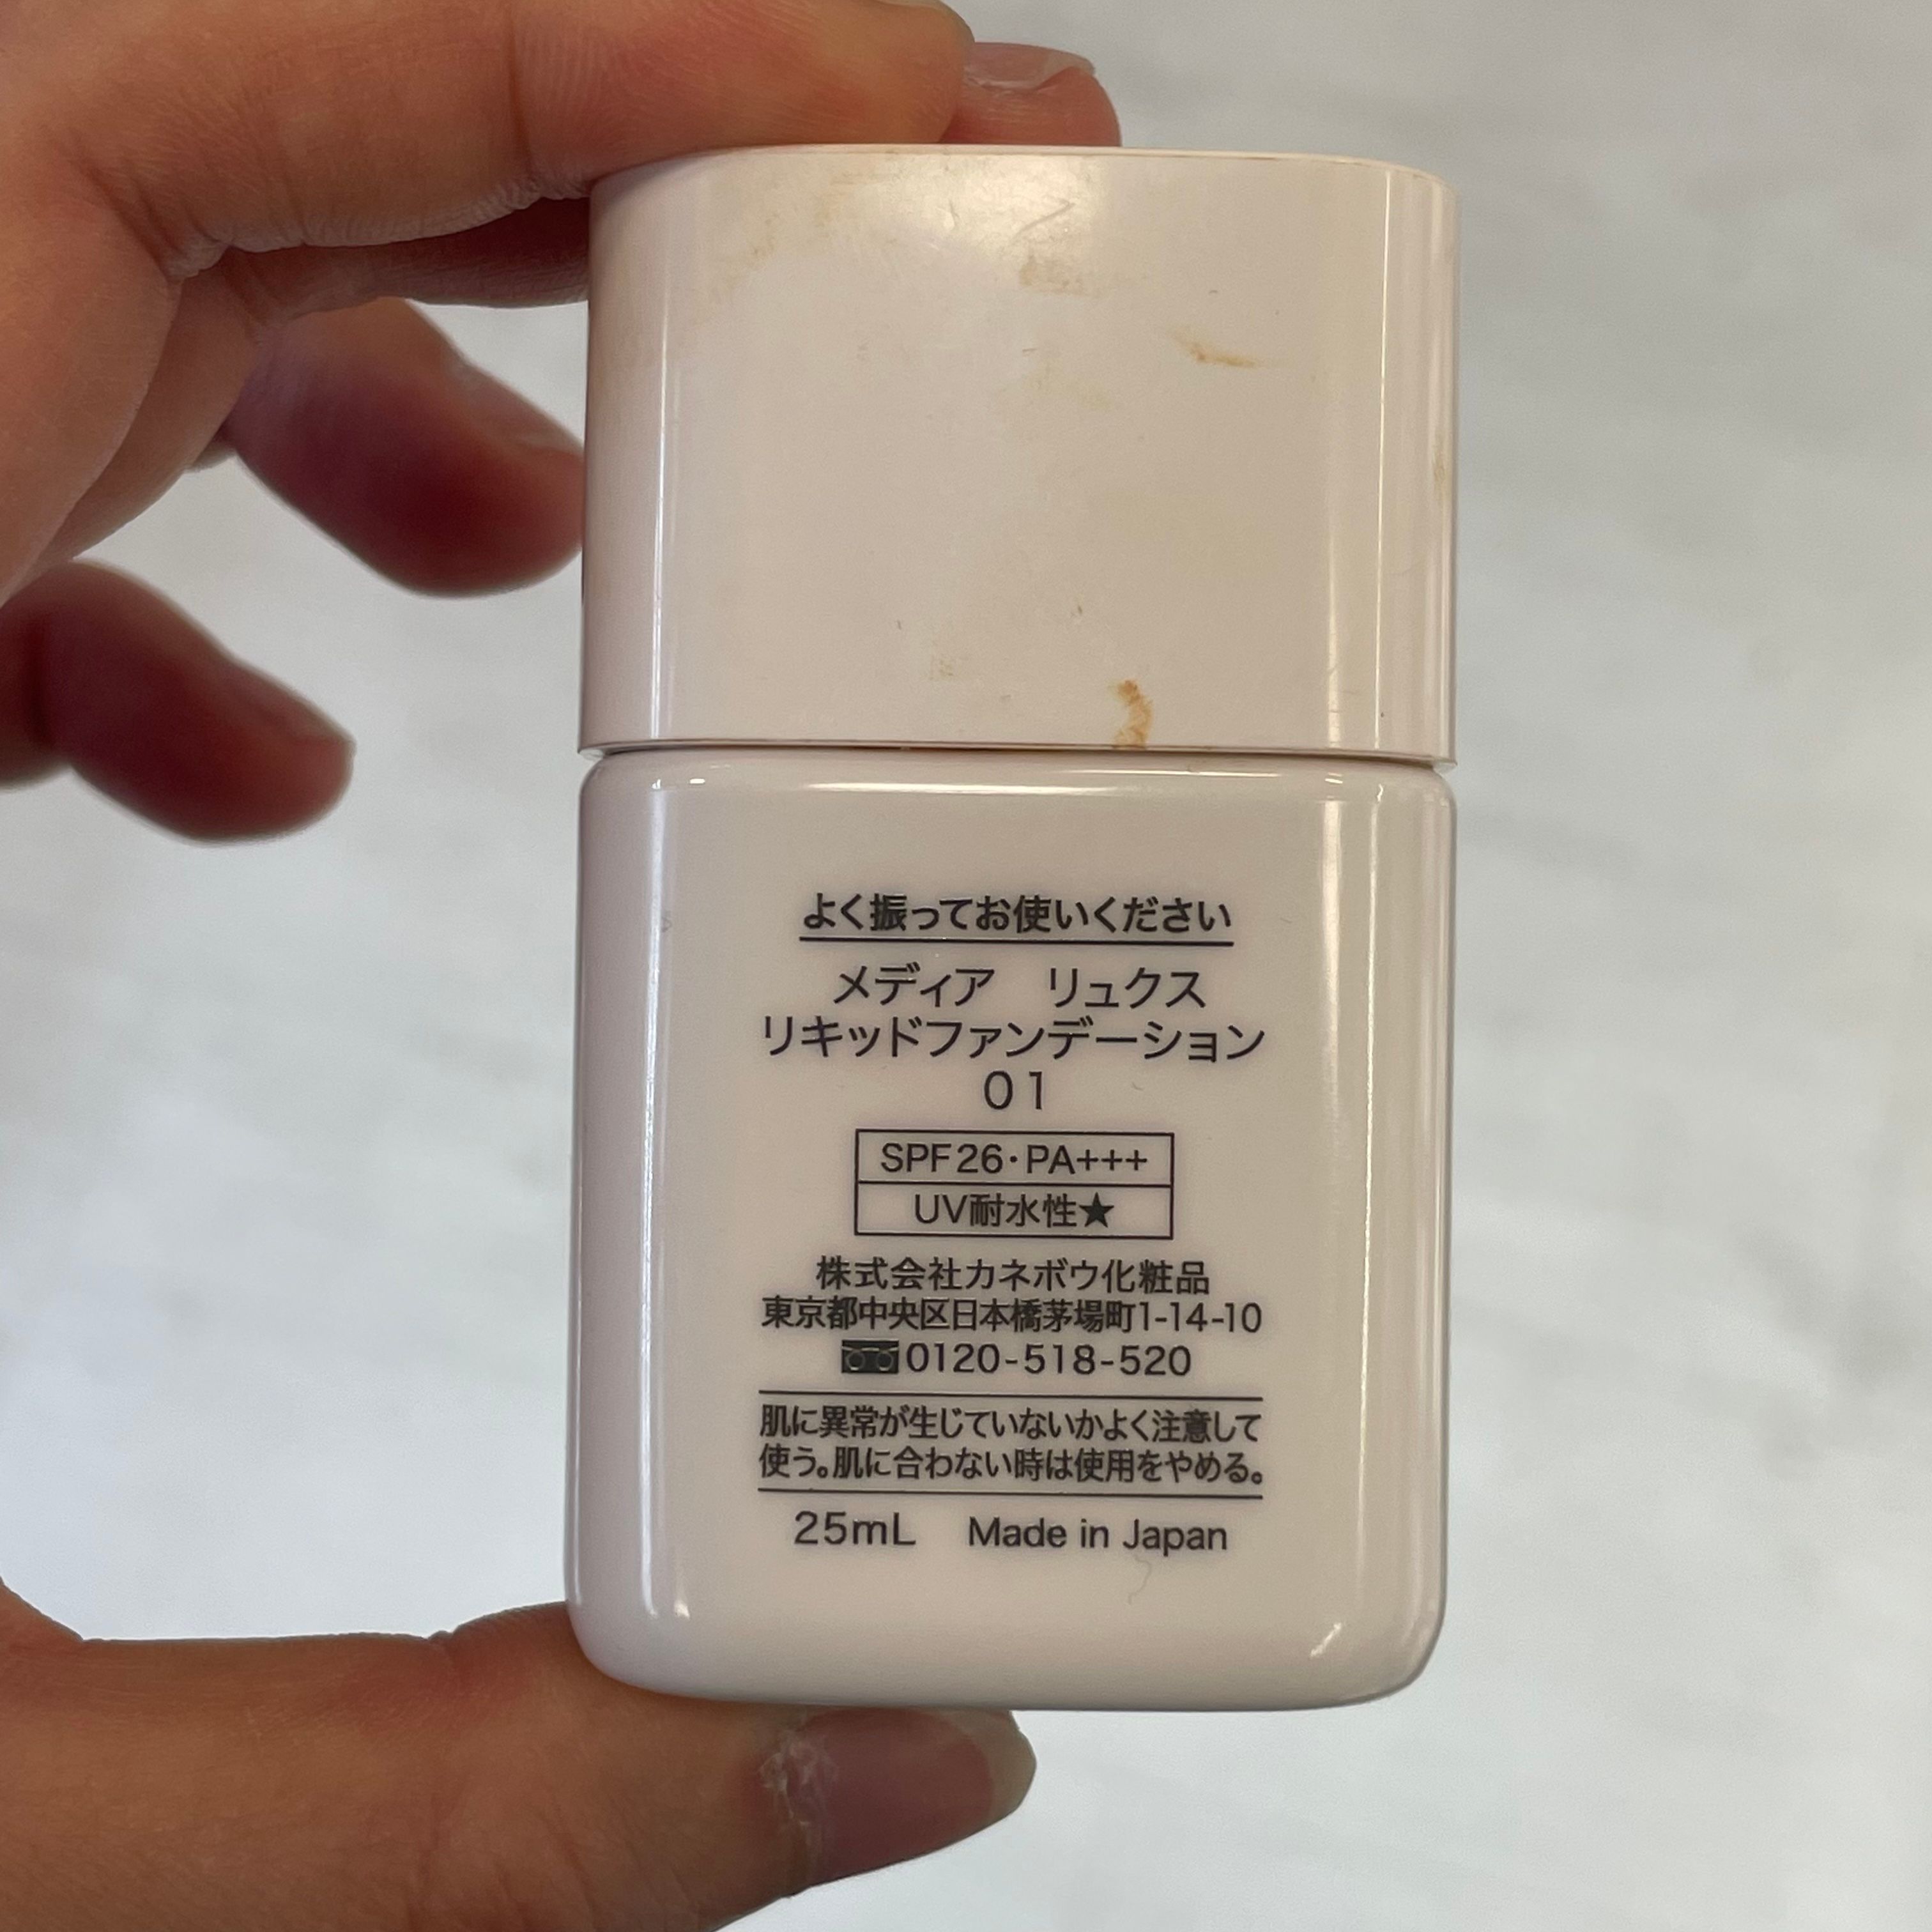 よく振ってお使いください
メディア　リュクス
リキッドファンデーション
01
SPF26・PA+++
UV耐水性★
株式会社カネボウ化粧品
東京都中央区日本橋茅場町1-14-10
0120-518-520
肌に異常が生じていないかよく注意して
使う。肌に合わない時は使用をやめる。
25mL　Made in Japan